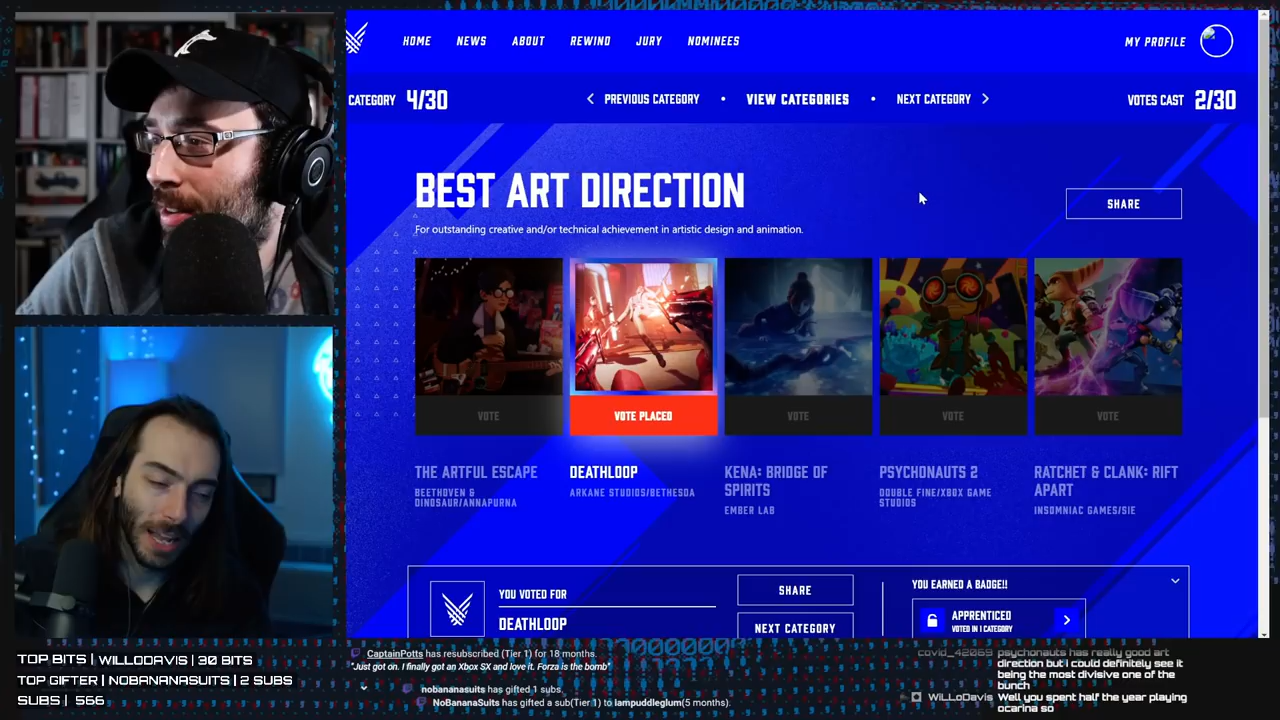 HOME NEWS ABOUT REWIND JURY NOMINEES
MY PROFILE
CATEGORY 4/30
PREVIOUS CATEGORY • VIEW CATEGORIES • NEXT CATEGORY
VOTES CAST 2/30
BEST ART DIRECTION
SHARE
For outstanding creative and/or technical achievement in artistic design and animation.
VOTE
VOTE PLACED
VOTE
VOTE
VOTE
THE ARTFUL ESCAPE
BEETHOVEN &
DINOSAUR/ANNAPURNA
DEATHLOOP
ARKANE STUDIOS/BETHESDA
KENA: BRIDGE OF
SPIRITS
EMBER LAB
PSYCHONAUTS 2
DOUBLE FINE/XBOX GAME
STUDIOS
RATCHET & CLANK: RIFT
APART
INSOMNIAC GAMES/SIE
YOU VOTED FOR
DEATHLOOP
SHARE
NEXT CATEGORY
YOU EARNED A BADGE!!
APPRENTICED
VOTED IN 1 CATEGORY
TOP BITS | WILLODAVIS | 30 BITS
TOP GIFTER | NOBANANASUITS | 2 SUBS
SUBS | 566
CaptainPotts has resubscribed (Tier 1) for 18 months.
"Just got on. I finally got an Xbox SX and love it. Forza is the bomb"
nobananasuits has gifted 1 subs.
NoBananaSuits has gifted a sub(Tier 1) to iampuddleglum(5 months).
covid_42069 psychonauts has really good art
direction but i could definitely see it
being the most divisive one of the
bunch
WiLLoDavis Well you spent half the year playing
ocarina so